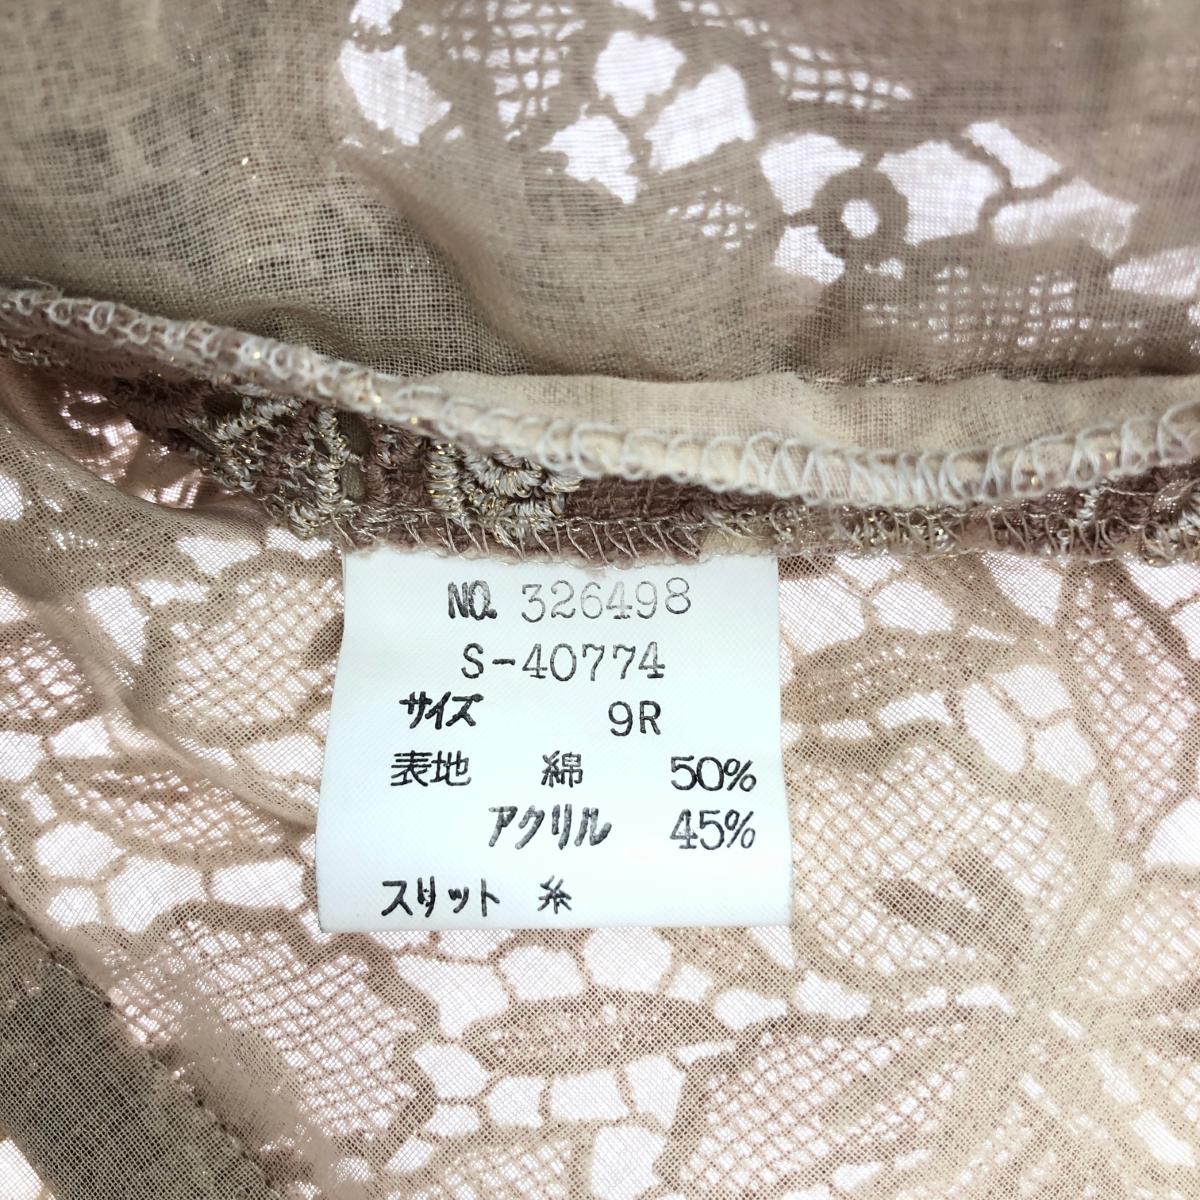 NO. 326498
S-40774
サイズ 9R
表地 綿 50%
アクリル 45%
スリット 糸